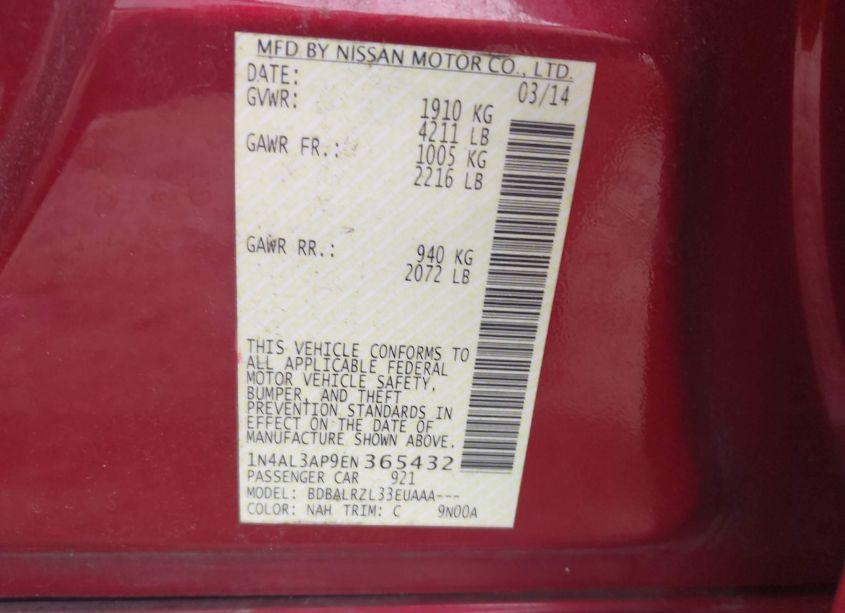 MFD BY NISSAN MOTOR CO., LTD.
DATE: 03/14
GVWR: 1910 KG
4211 LB
GAWR FR.: 1005 KG
2216 LB
GAWR RR.: 940 KG
2072 LB
THIS VEHICLE CONFORMS TO
ALL APPLICABLE FEDERAL
MOTOR VEHICLE SAFETY,
BUMPER, AND THEFT
PREVENTION STANDARDS IN
EFFECT ON THE DATE OF
MANUFACTURE SHOWN ABOVE.
1N4AL3AP9EN365432
PASSENGER CAR 921
MODEL: BDBALRZL33EUAAA---
COLOR: NAH TRIM: C 9N00A